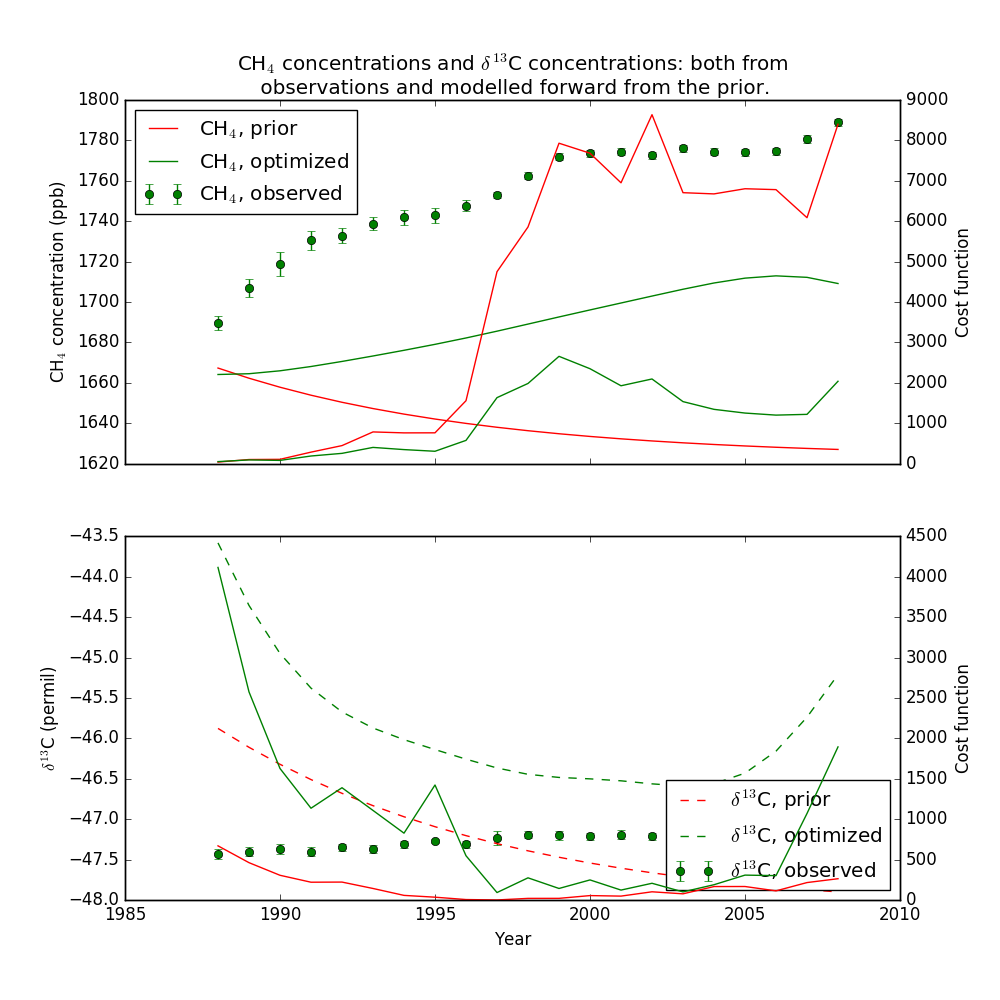 CH₄ concentrations and δ¹³C concentrations: both from
observations and modelled forward from the prior.
CH₄, prior
CH₄, optimized
CH₄, observed
CH₄ concentration (ppb)
1800
1780
1760
1740
1720
1700
1680
1660
1640
1620
9000
8000
7000
6000
5000
4000
3000
2000
1000
0
Cost function
δ¹³C (permil)
−43.5
−44.0
−44.5
−45.0
−45.5
−46.0
−46.5
−47.0
−47.5
−48.0
4500
4000
3500
3000
2500
2000
1500
1000
500
0
Cost function
δ¹³C, prior
δ¹³C, optimized
δ¹³C, observed
1985 1990 1995 2000 2005 2010
Year